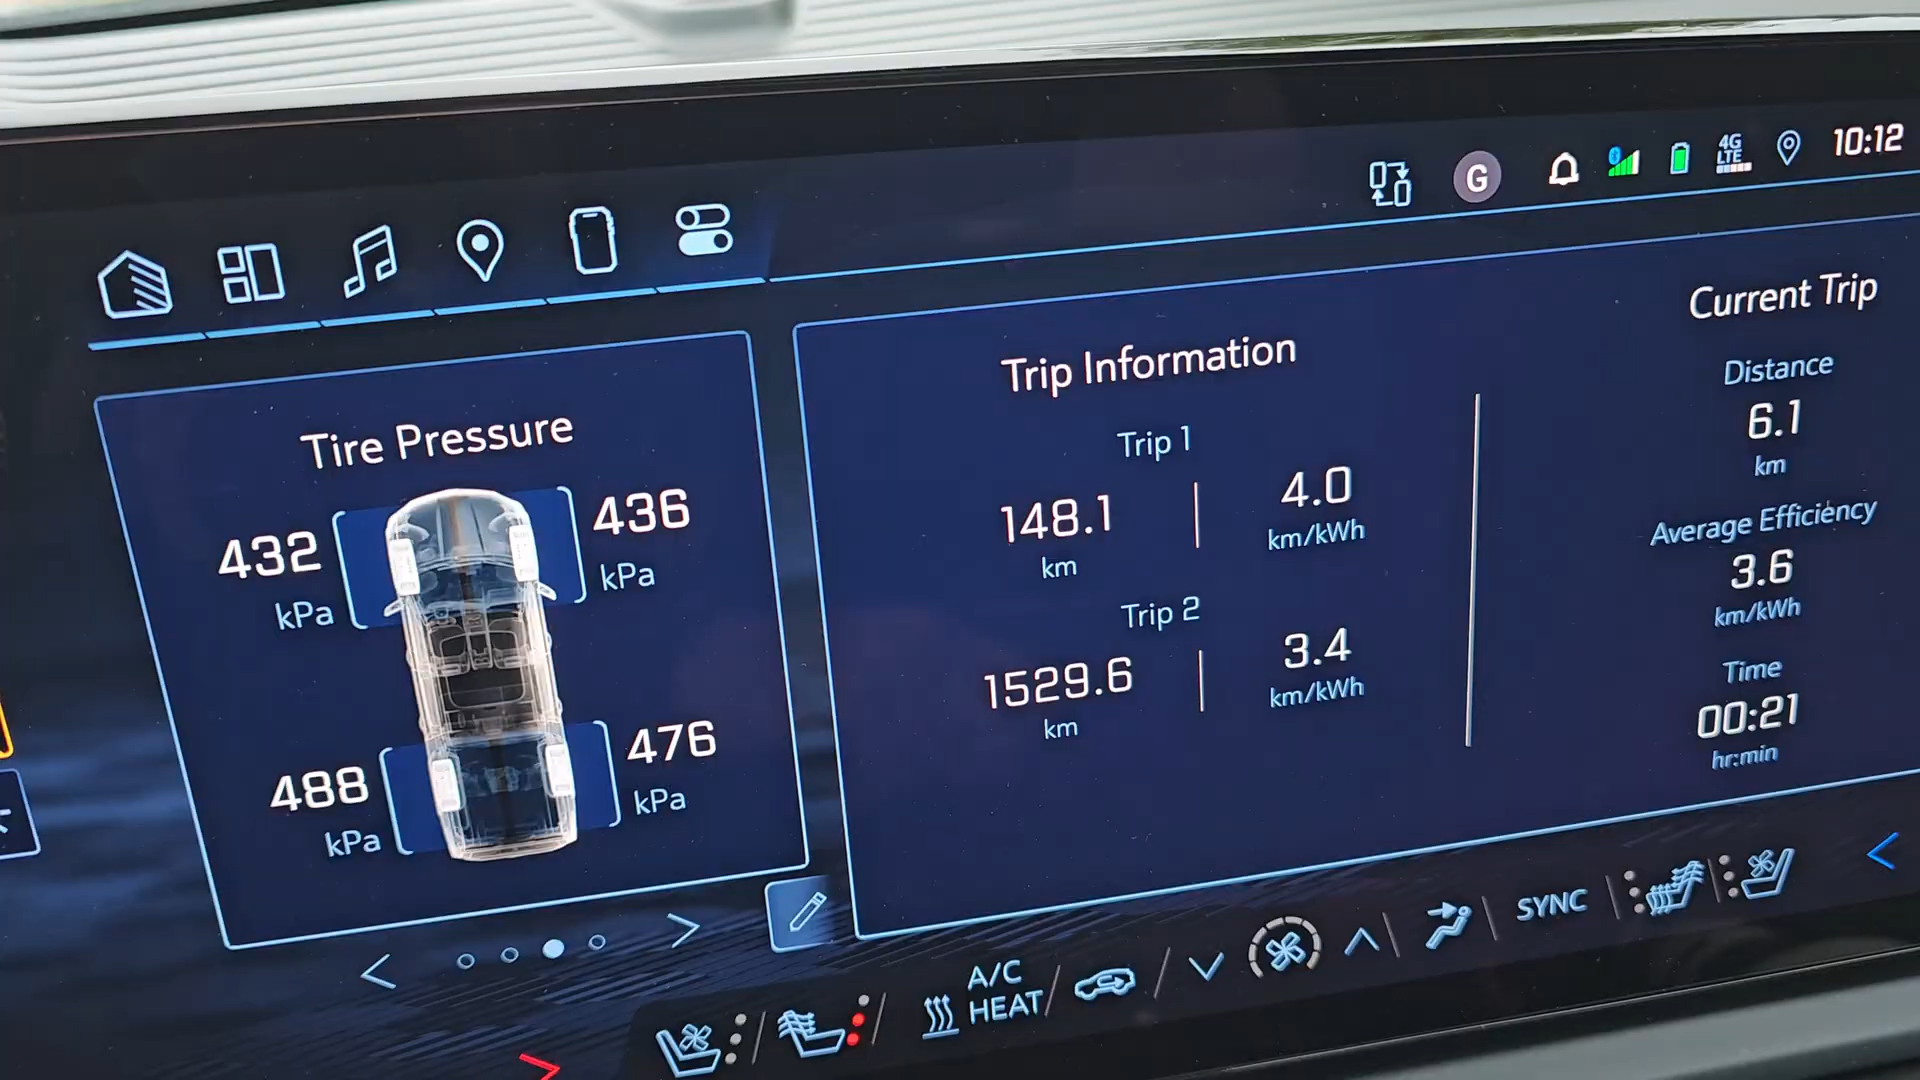 G
4G
LTE
10:12
Tire Pressure
432
kPa
436
kPa
488
kPa
476
kPa
Trip Information
Trip 1
148.1
km
4.0
km/kWh
Trip 2
1529.6
km
3.4
km/kWh
Current Trip
Distance
6.1
km
Average Efficiency
3.6
km/kWh
Time
00:21
hr:min
A/C
HEAT
SYNC